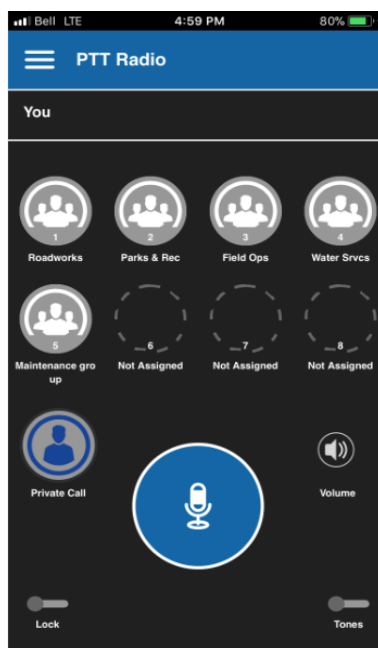 Bell LTE 4:59 PM 80%
PTT Radio
You
1 2 3 4
Roadworks Parks & Rec Field Ops Water Srvcs
5 6 7 8
Maintenance gro Not Assigned Not Assigned Not Assigned
up
Private Call Volume
Lock Tones